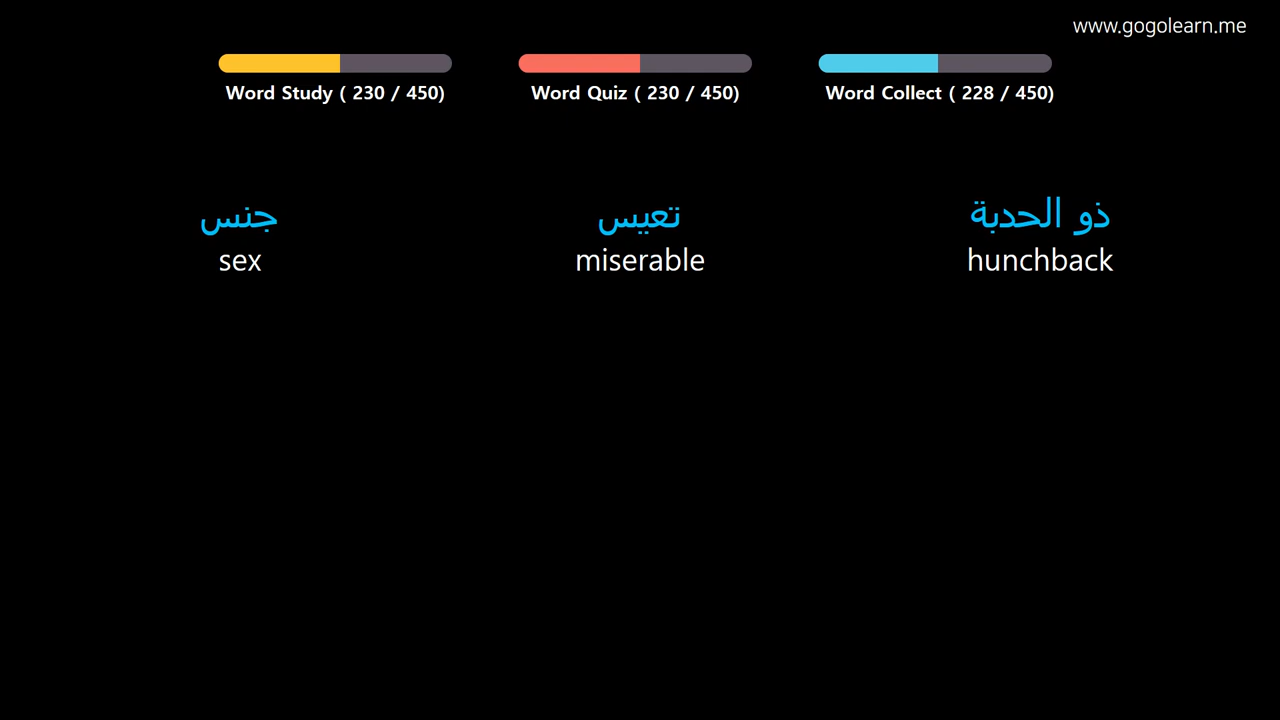 www.gogolearn.me
Word Study ( 230 / 450)
Word Quiz ( 230 / 450)
Word Collect ( 228 / 450)
جنس
sex
تعيس
miserable
ذو الحدبة
hunchback